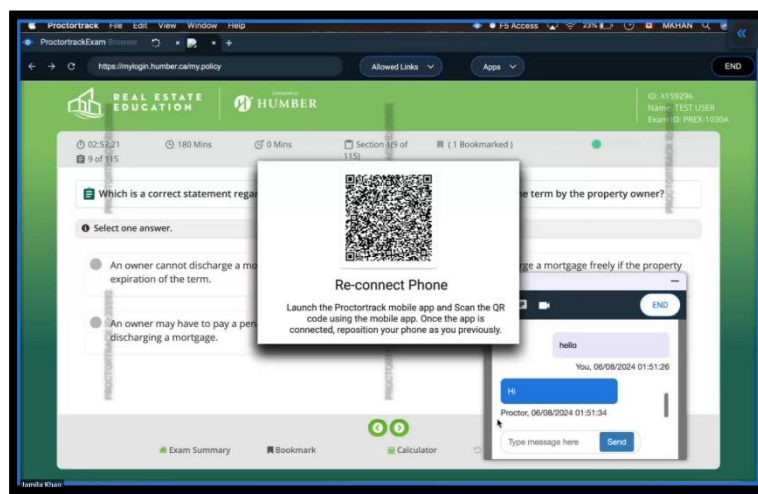 Proctortrack File Edit View Window Help
F5 Access 23% MKHAN
ProctortrackExam Browser
https://mylogin.humber.ca/my.policy
Allowed Links
Apps
END
REAL ESTATE
EDUCATION
HUMBER
ID: X159296
Name: TEST USER
Exam ID: PREX-1030A
02:57:21
180 Mins
0 Mins
Section 1(9 of
115)
( 1 Bookmarked )
9 of 115
Which is a correct statement regar
e term by the property owner?
Select one answer.
An owner cannot discharge a mo
rge a mortgage freely if the property
expiration of the term.
An owner may have to pay a pen
discharging a mortgage.
Re-connect Phone
Launch the Proctortrack mobile app and Scan the QR
code using the mobile app. Once the app is
connected, reposition your phone as you previously.
END
hello
You, 06/08/2024 01:51:26
Hi
Proctor, 06/08/2024 01:51:34
Type message here
Send
Exam Summary
Bookmark
Calculator
Jamila Khan